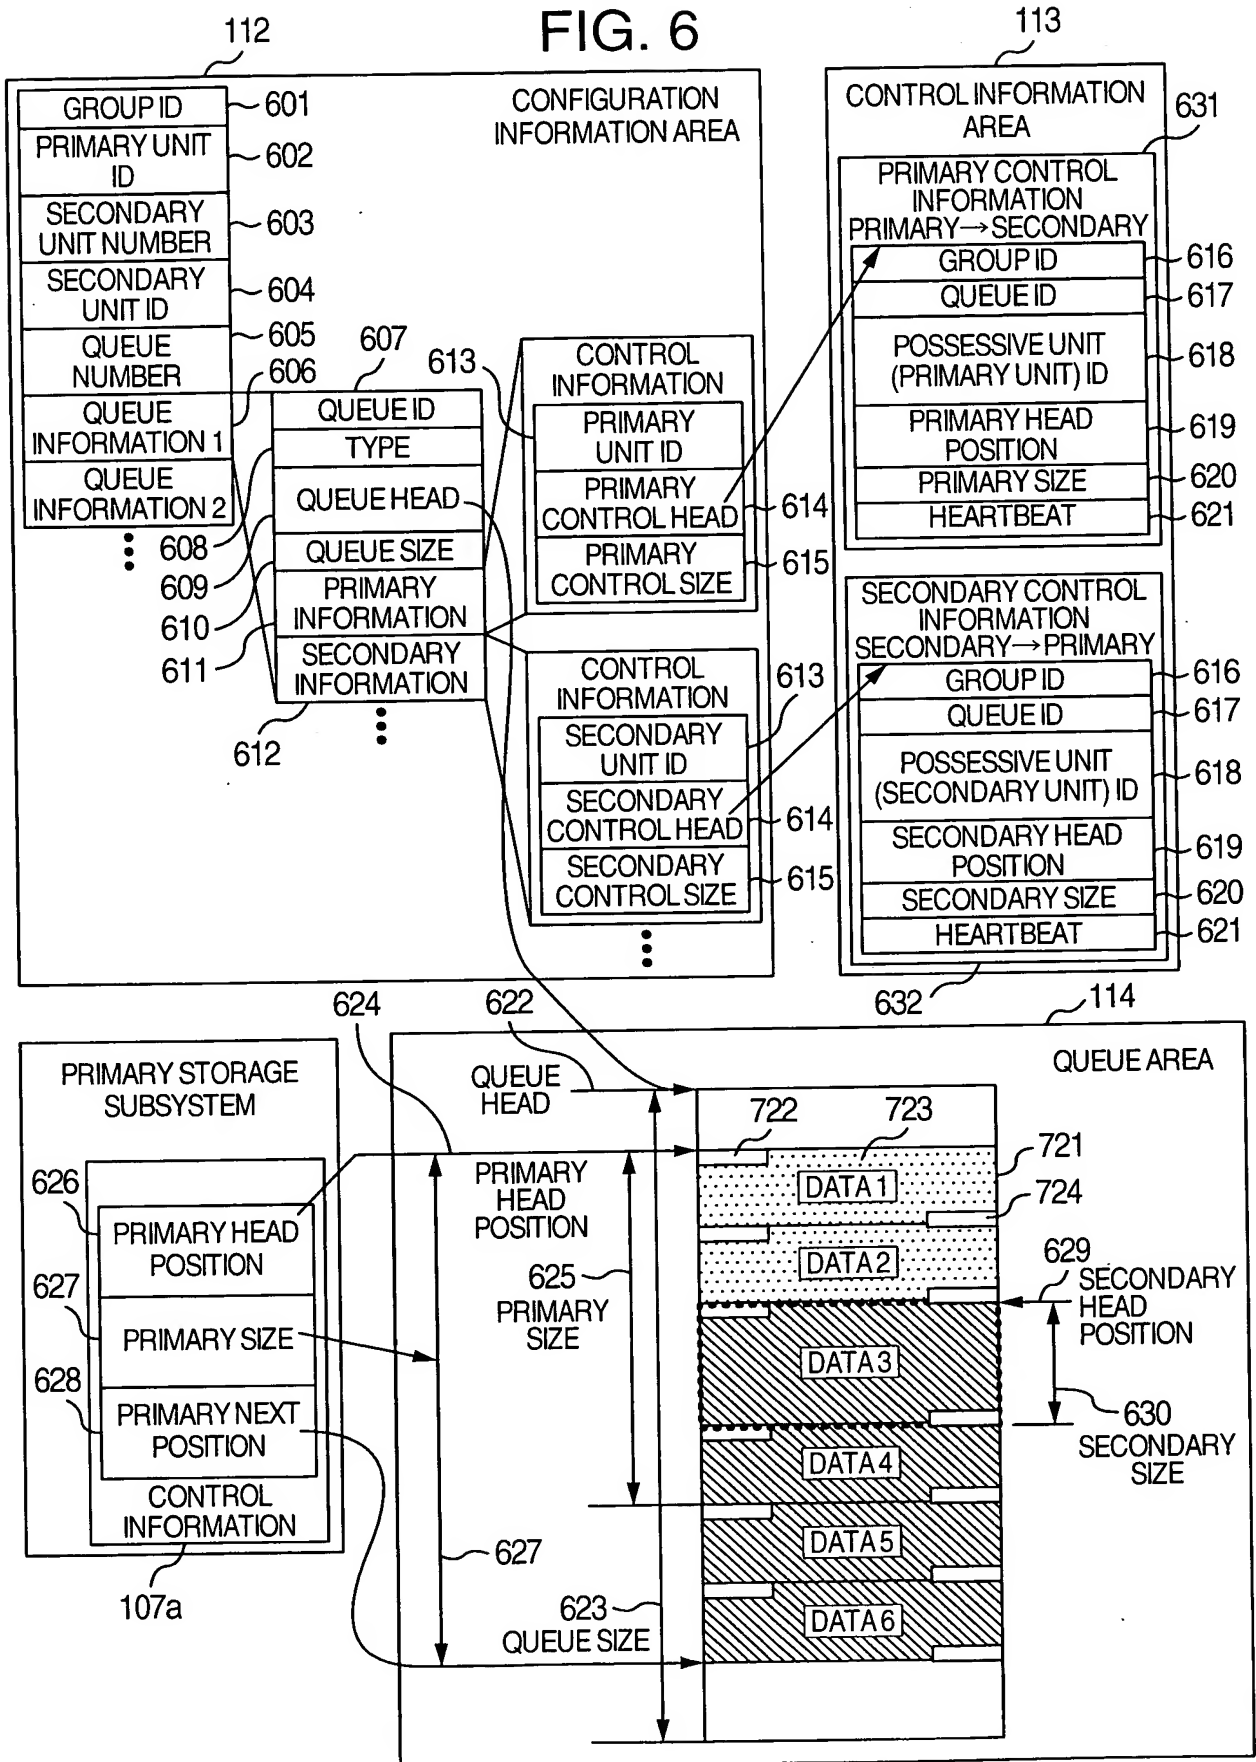 FIG. 6
112
CONFIGURATION
INFORMATION AREA
GROUP ID
601
PRIMARY UNIT
ID
602
SECONDARY
UNIT NUMBER
603
SECONDARY
UNIT ID
604
QUEUE
NUMBER
605
QUEUE
INFORMATION 1
606
QUEUE
INFORMATION 2
607
QUEUE ID
TYPE
QUEUE HEAD
QUEUE SIZE
PRIMARY
INFORMATION
SECONDARY
INFORMATION
608
609
610
611
612
613
CONTROL
INFORMATION
PRIMARY
UNIT ID
PRIMARY
CONTROL HEAD
614
PRIMARY
CONTROL SIZE
615
CONTROL
INFORMATION
613
SECONDARY
UNIT ID
SECONDARY
CONTROL HEAD
614
SECONDARY
CONTROL SIZE
615
113
CONTROL INFORMATION
AREA
631
PRIMARY CONTROL
INFORMATION
PRIMARY→SECONDARY
GROUP ID
616
QUEUE ID
617
POSSESSIVE UNIT
(PRIMARY UNIT) ID
618
PRIMARY HEAD
POSITION
619
PRIMARY SIZE
620
HEARTBEAT
621
SECONDARY CONTROL
INFORMATION
SECONDARY→PRIMARY
GROUP ID
616
QUEUE ID
617
POSSESSIVE UNIT
(SECONDARY UNIT) ID
618
SECONDARY HEAD
POSITION
619
SECONDARY SIZE
620
HEARTBEAT
621
632
PRIMARY STORAGE
SUBSYSTEM
626
PRIMARY HEAD
POSITION
627
PRIMARY SIZE
628
PRIMARY NEXT
POSITION
CONTROL
INFORMATION
107a
114
QUEUE AREA
624
622
QUEUE
HEAD
PRIMARY
HEAD
POSITION
625
PRIMARY
SIZE
627
623
QUEUE SIZE
722
723
721
724
DATA 1
DATA 2
DATA 3
DATA 4
DATA 5
DATA 6
629
SECONDARY
HEAD
POSITION
630
SECONDARY
SIZE